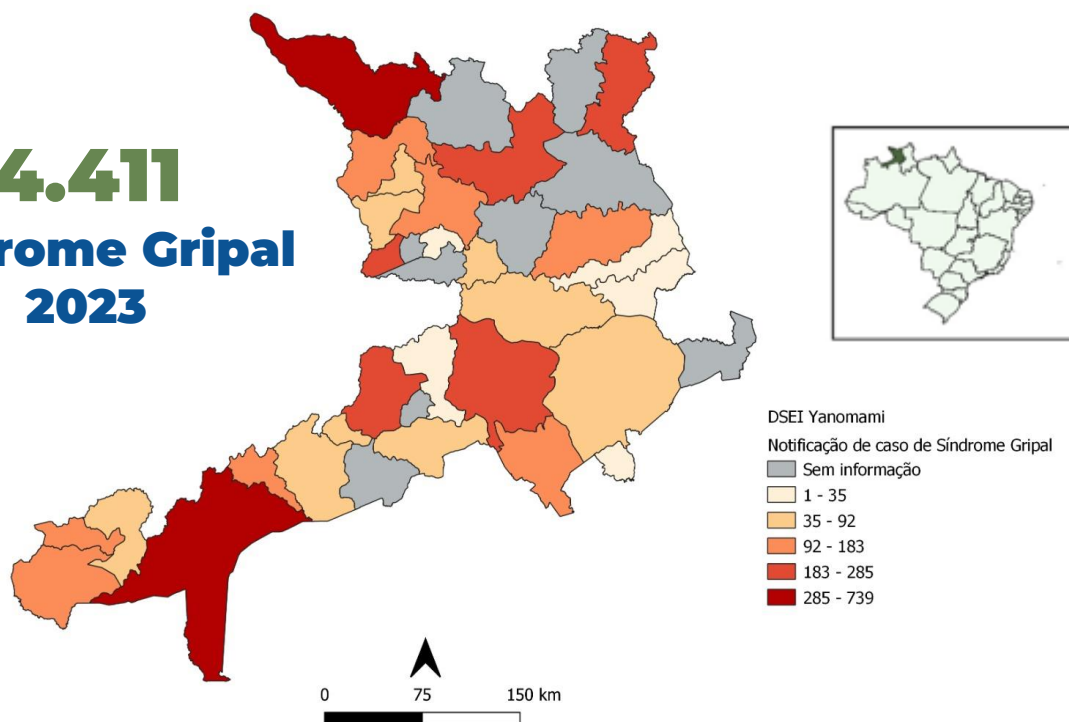 4.411
rome Gripal
2023
DSEI Yanomami
Notificação de caso de Síndrome Gripal
Sem informação
1 - 35
35 - 92
92 - 183
183 - 285
285 - 739
0 75 150 km